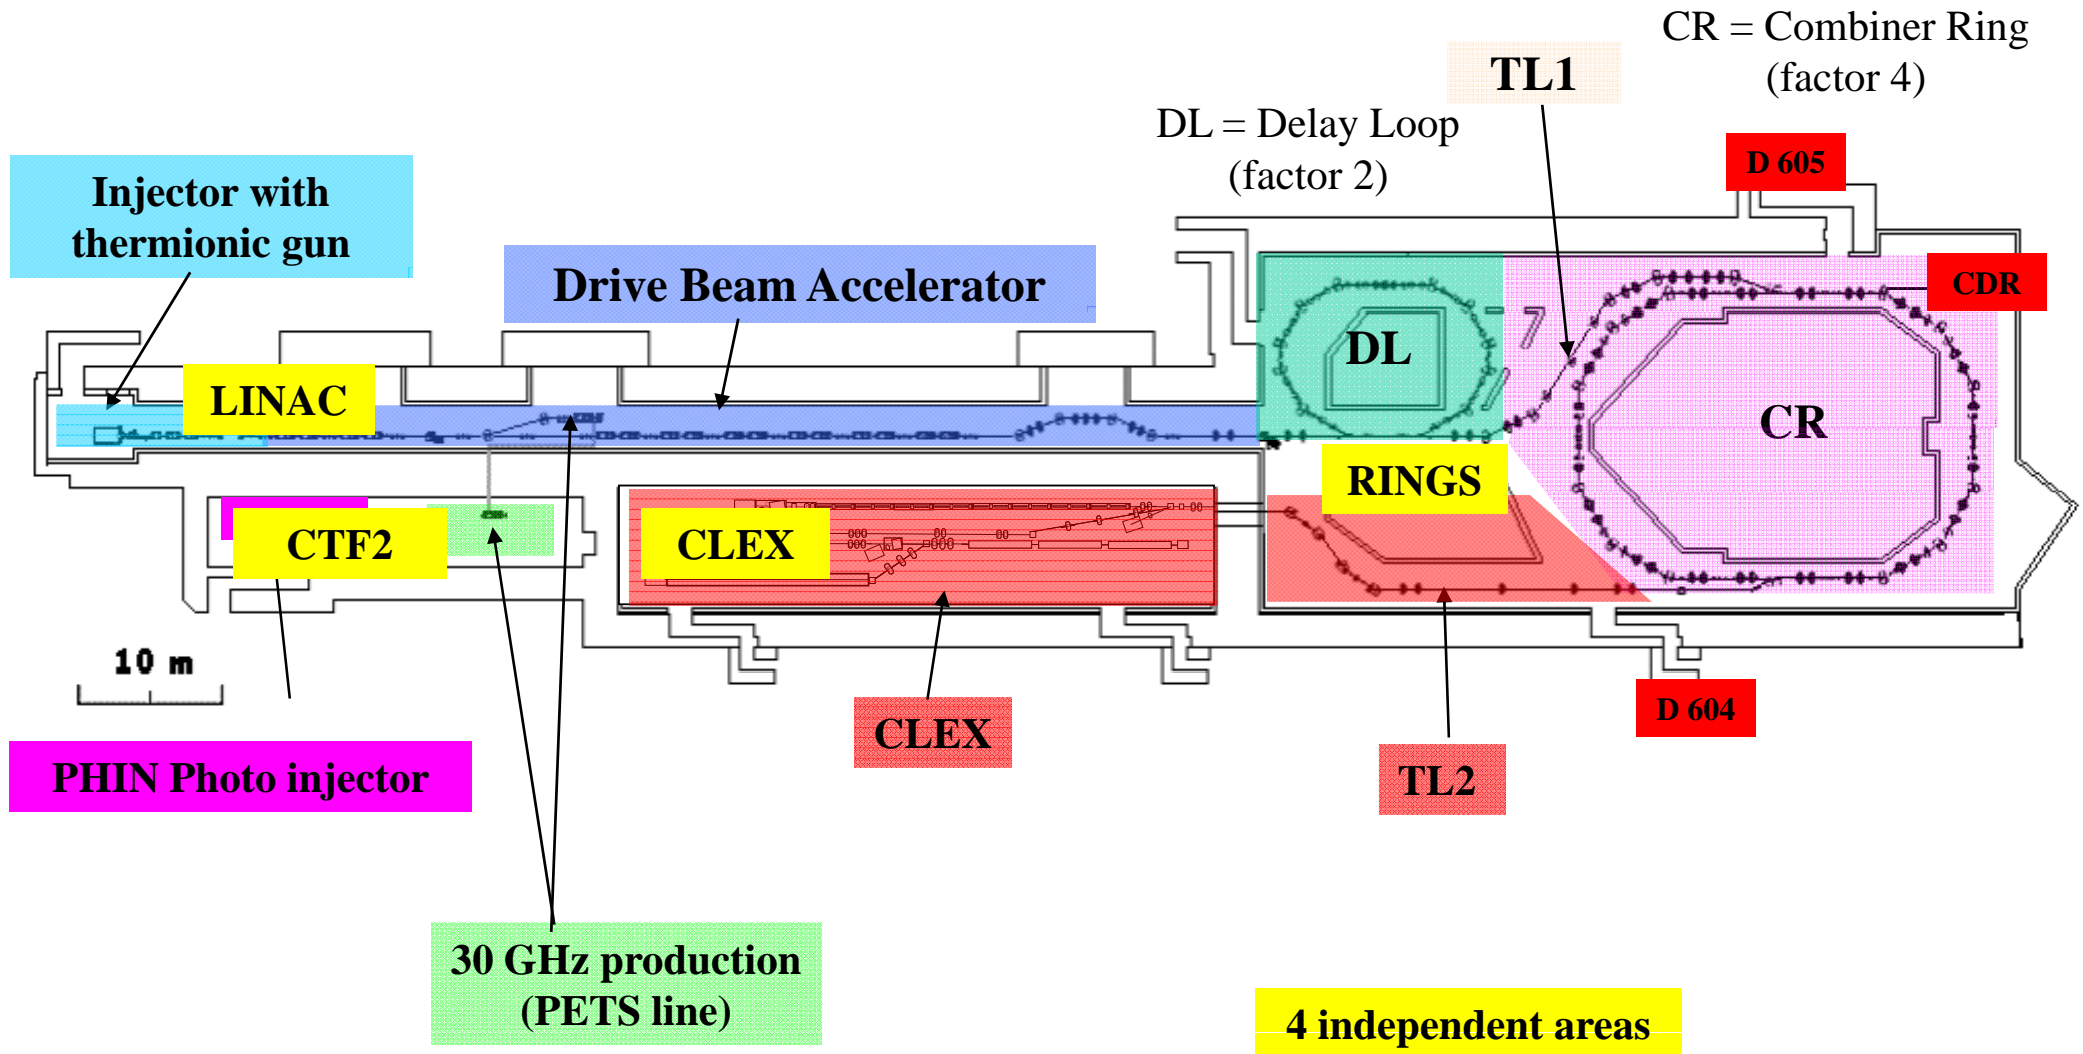 CR = Combiner Ring
(factor 4)
TL1
DL = Delay Loop
(factor 2)
D 605
Injector with
thermionic gun
Drive Beam Accelerator
CDR
DL
LINAC
CR
RINGS
CTF2
CLEX
10 m
CLEX
D 604
PHIN Photo injector
TL2
30 GHz production
(PETS line)
4 independent areas